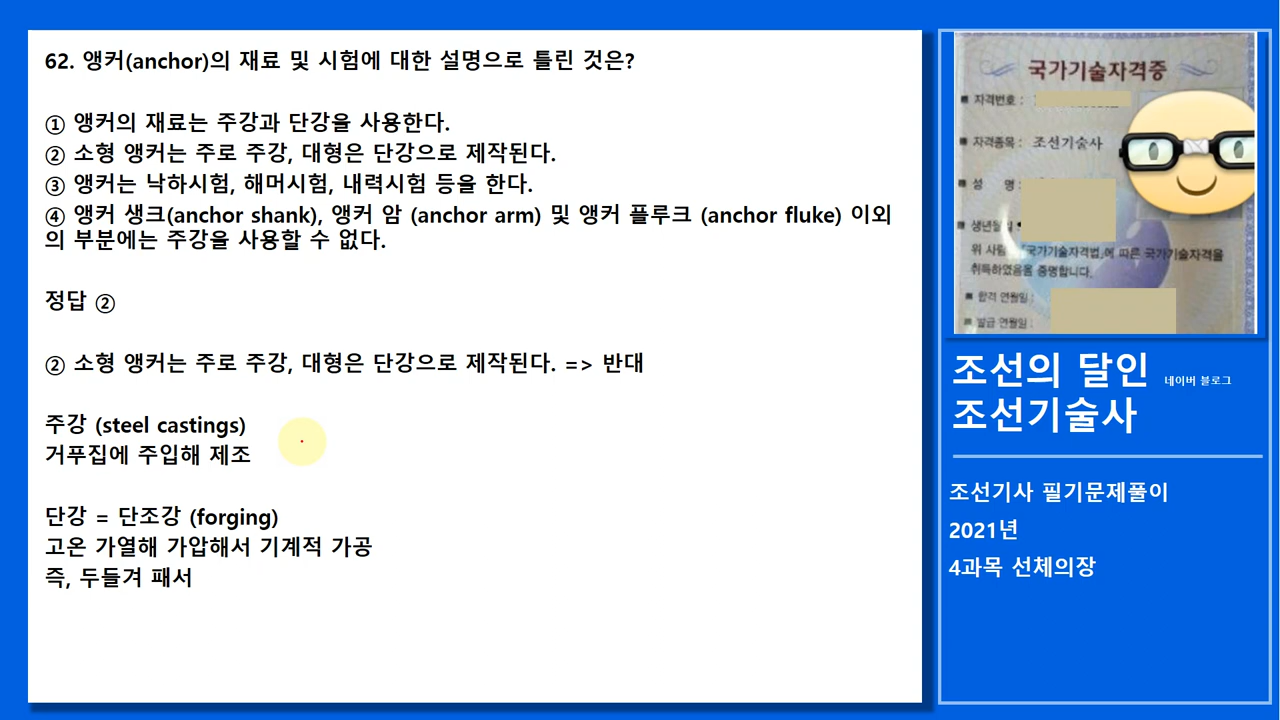 62. 앵커(anchor)의 재료 및 시험에 대한 설명으로 틀린 것은?
① 앵커의 재료는 주강과 단강을 사용한다.
② 소형 앵커는 주로 주강, 대형은 단강으로 제작된다.
③ 앵커는 낙하시험, 해머시험, 내력시험 등을 한다.
④ 앵커 생크(anchor shank), 앵커 암 (anchor arm) 및 앵커 플루크 (anchor fluke) 이외
의 부분에는 주강을 사용할 수 없다.
정답 ②
② 소형 앵커는 주로 주강, 대형은 단강으로 제작된다. => 반대
주강 (steel castings)
거푸집에 주입해 제조
단강 = 단조강 (forging)
고온 가열해 가압해서 기계적 가공
즉, 두들겨 패서
국가기술자격증
■ 자격번호 :
■ 자격종목 : 조선기술사
■ 성 명 :
■ 생년월일
위 사람은 「국가기술자격법」에 따른 국가기술자격을
취득하였음을 증명합니다.
■ 합격 연월일 :
■ 발급 연월일 :
조선의 달인 네이버 블로그
조선기술사
조선기사 필기문제풀이
2021년
4과목 선체의장